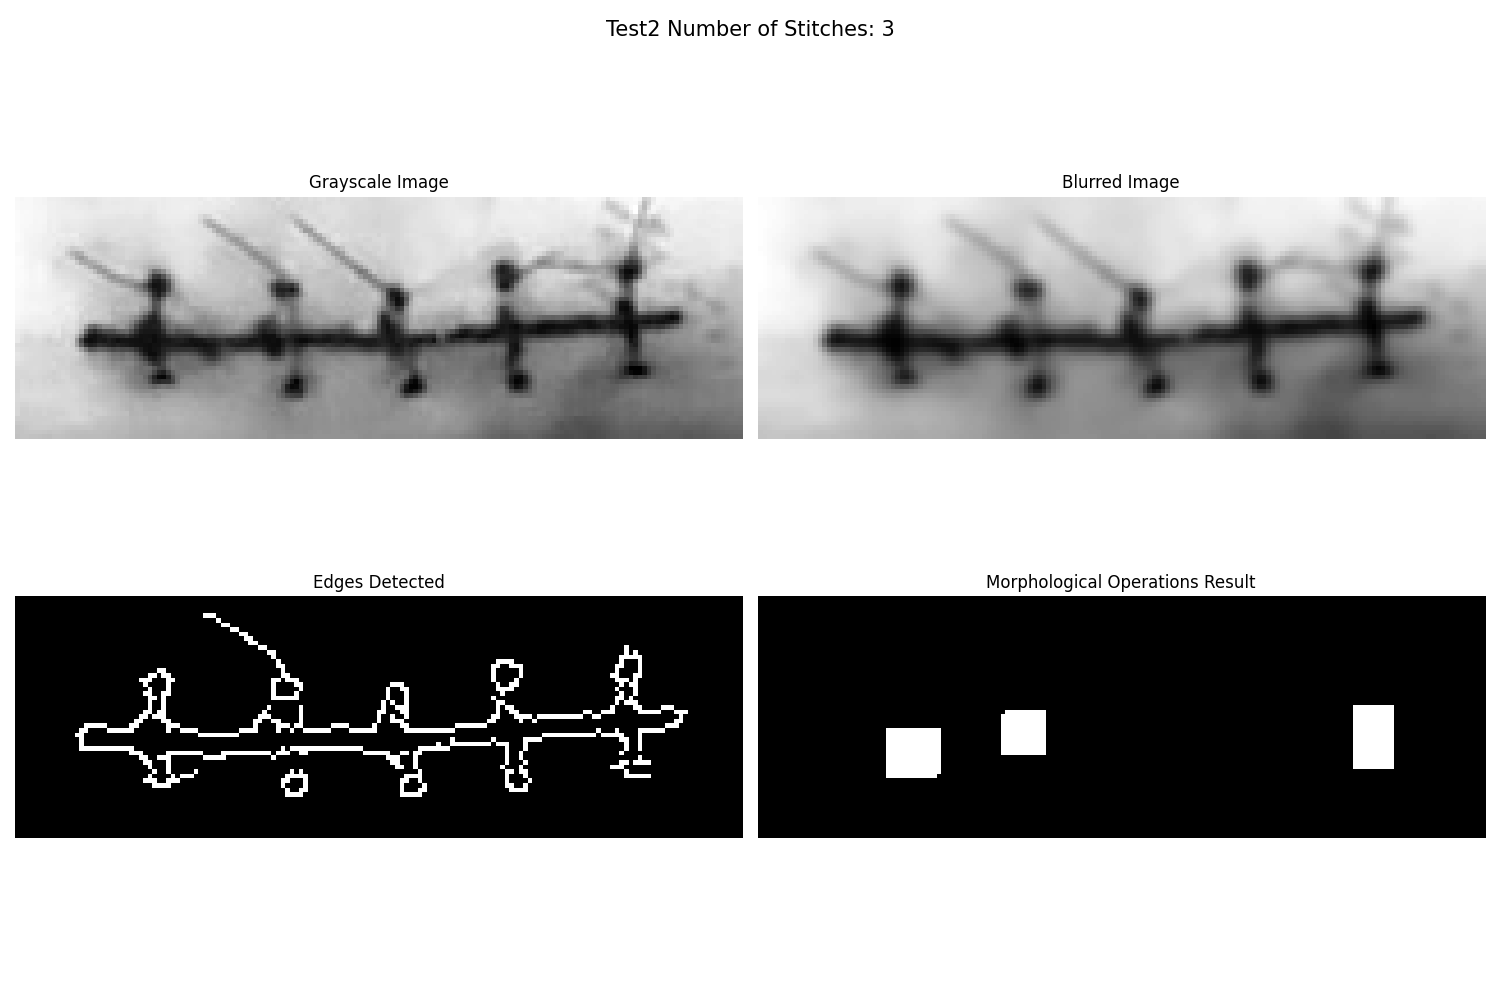 Test2 Number of Stitches: 3
Grayscale Image
Blurred Image
Edges Detected
Morphological Operations Result